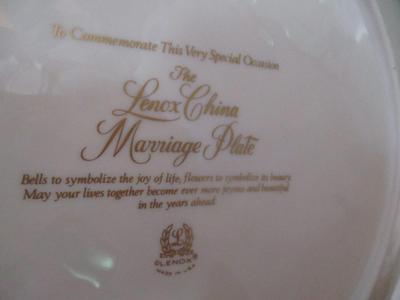 To Commemorate This Very Special Occasion
The
Lenox China
Marriage Plate
Bells to symbolize the joy of life, flowers to symbolize its beauty.
May your lives together become ever more joyous and beautiful
in the years ahead.
L
©LENOX®
MADE IN U.S.A.